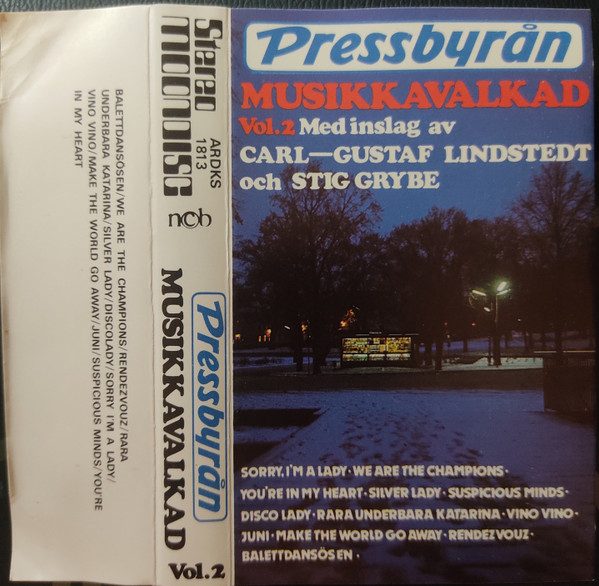 BALETTDANSÖSEN/WE ARE THE CHAMPIONS/RENDEZVOUZ/RARA
UNDERBARA KATARINA/SILVER LADY/DISCOLADY/SORRY I'M A LADY/
VINO VINO/MAKE THE WORLD GO AWAY/JUNI/SUSPICIOUS MINDS/YOU'RE
IN MY HEART
Stereo
MOONDISC
ARDKS
1813
ncb
Pressbyrån
MUSIKKAVALKAD
Vol.2
Pressbyrån
MUSIKKAVALKAD
Vol.2 Med inslag av
CARL—GUSTAF LINDSTEDT
och STIG GRYBE
SORRY, I'M A LADY · WE ARE THE CHAMPIONS ·
YOU'RE IN MY HEART · SILVER LADY · SUSPICIOUS MINDS ·
DISCO LADY · RARA UNDERBARA KATARINA · VINO VINO ·
JUNI · MAKE THE WORLD GO AWAY · RENDEZVOUZ ·
BALETTDANSÖSEN ·